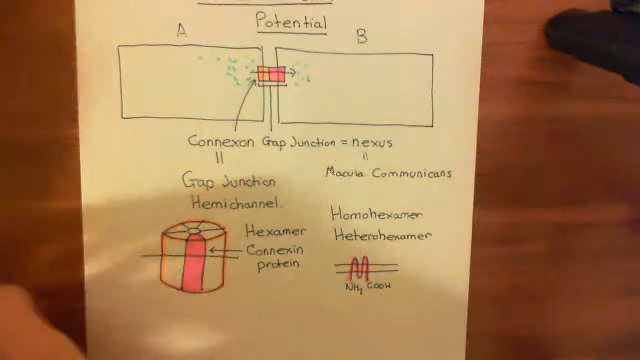 Potential
A
B
Connexon Gap Junction = nexus
Macula Communicans
Gap Junction
Hemichannel.
Homohexamer
Hexamer
Heterohexamer
Connexin
protein
NH2 COOH